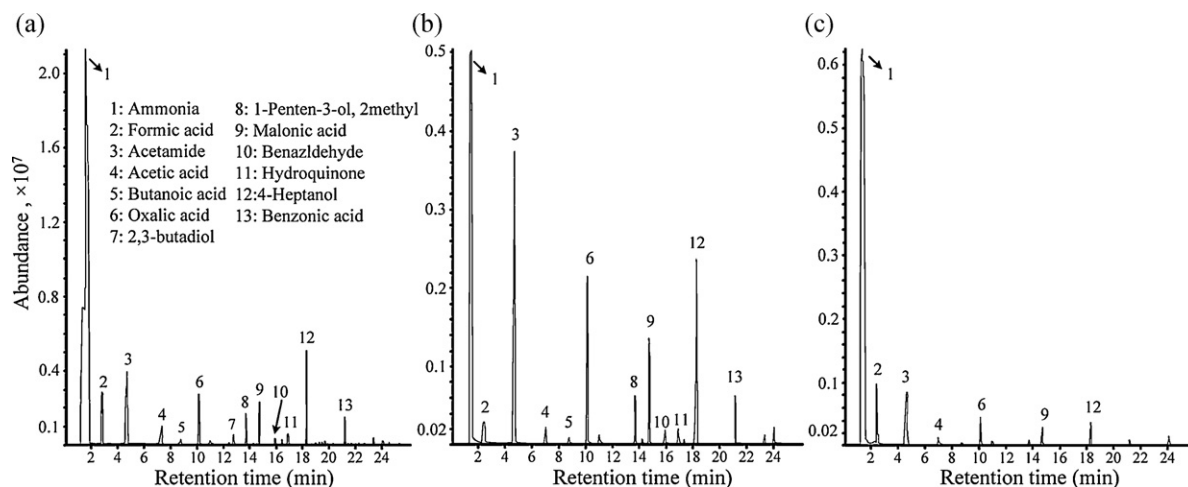 (a)
2.0
1.6
1.2
0.8
0.4
0.1
Abundance , ×10⁷
1
1: Ammonia
2: Formic acid
3: Acetamide
4: Acetic acid
5: Butanoic acid
6: Oxalic acid
7: 2,3-butadiol
8: 1-Penten-3-ol, 2methyl
9: Malonic acid
10: Benazldehyde
11: Hydroquinone
12:4-Heptanol
13: Benzonic acid
2 3 4 5 6 7 8 9 10 11 12 13
2 4 6 8 10 12 14 16 18 20 22 24
Retention time (min)
(b)
0.5
0.4
0.3
0.2
0.1
0.02
1 2 3 4 5 6 8 9 10 11 12 13
2 4 6 8 10 12 14 16 18 20 22 24
Retention time (min)
(c)
0.6
0.5
0.4
0.3
0.2
0.1
0.02
1 2 3 4 6 9 12
2 4 6 8 10 12 14 16 18 20 22 24
Retention time (min)